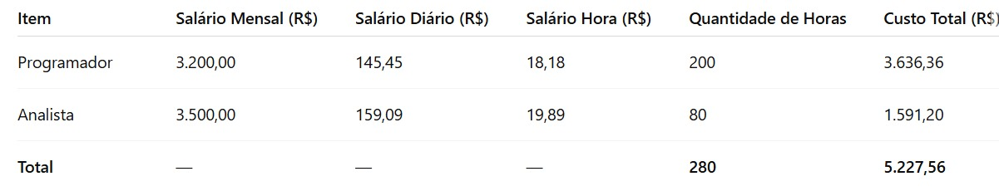 Item Salário Mensal (R$) Salário Diário (R$) Salário Hora (R$) Quantidade de Horas Custo Total (R$)
Programador 3.200,00 145,45 18,18 200 3.636,36
Analista 3.500,00 159,09 19,89 80 1.591,20
Total — — — 280 5.227,56